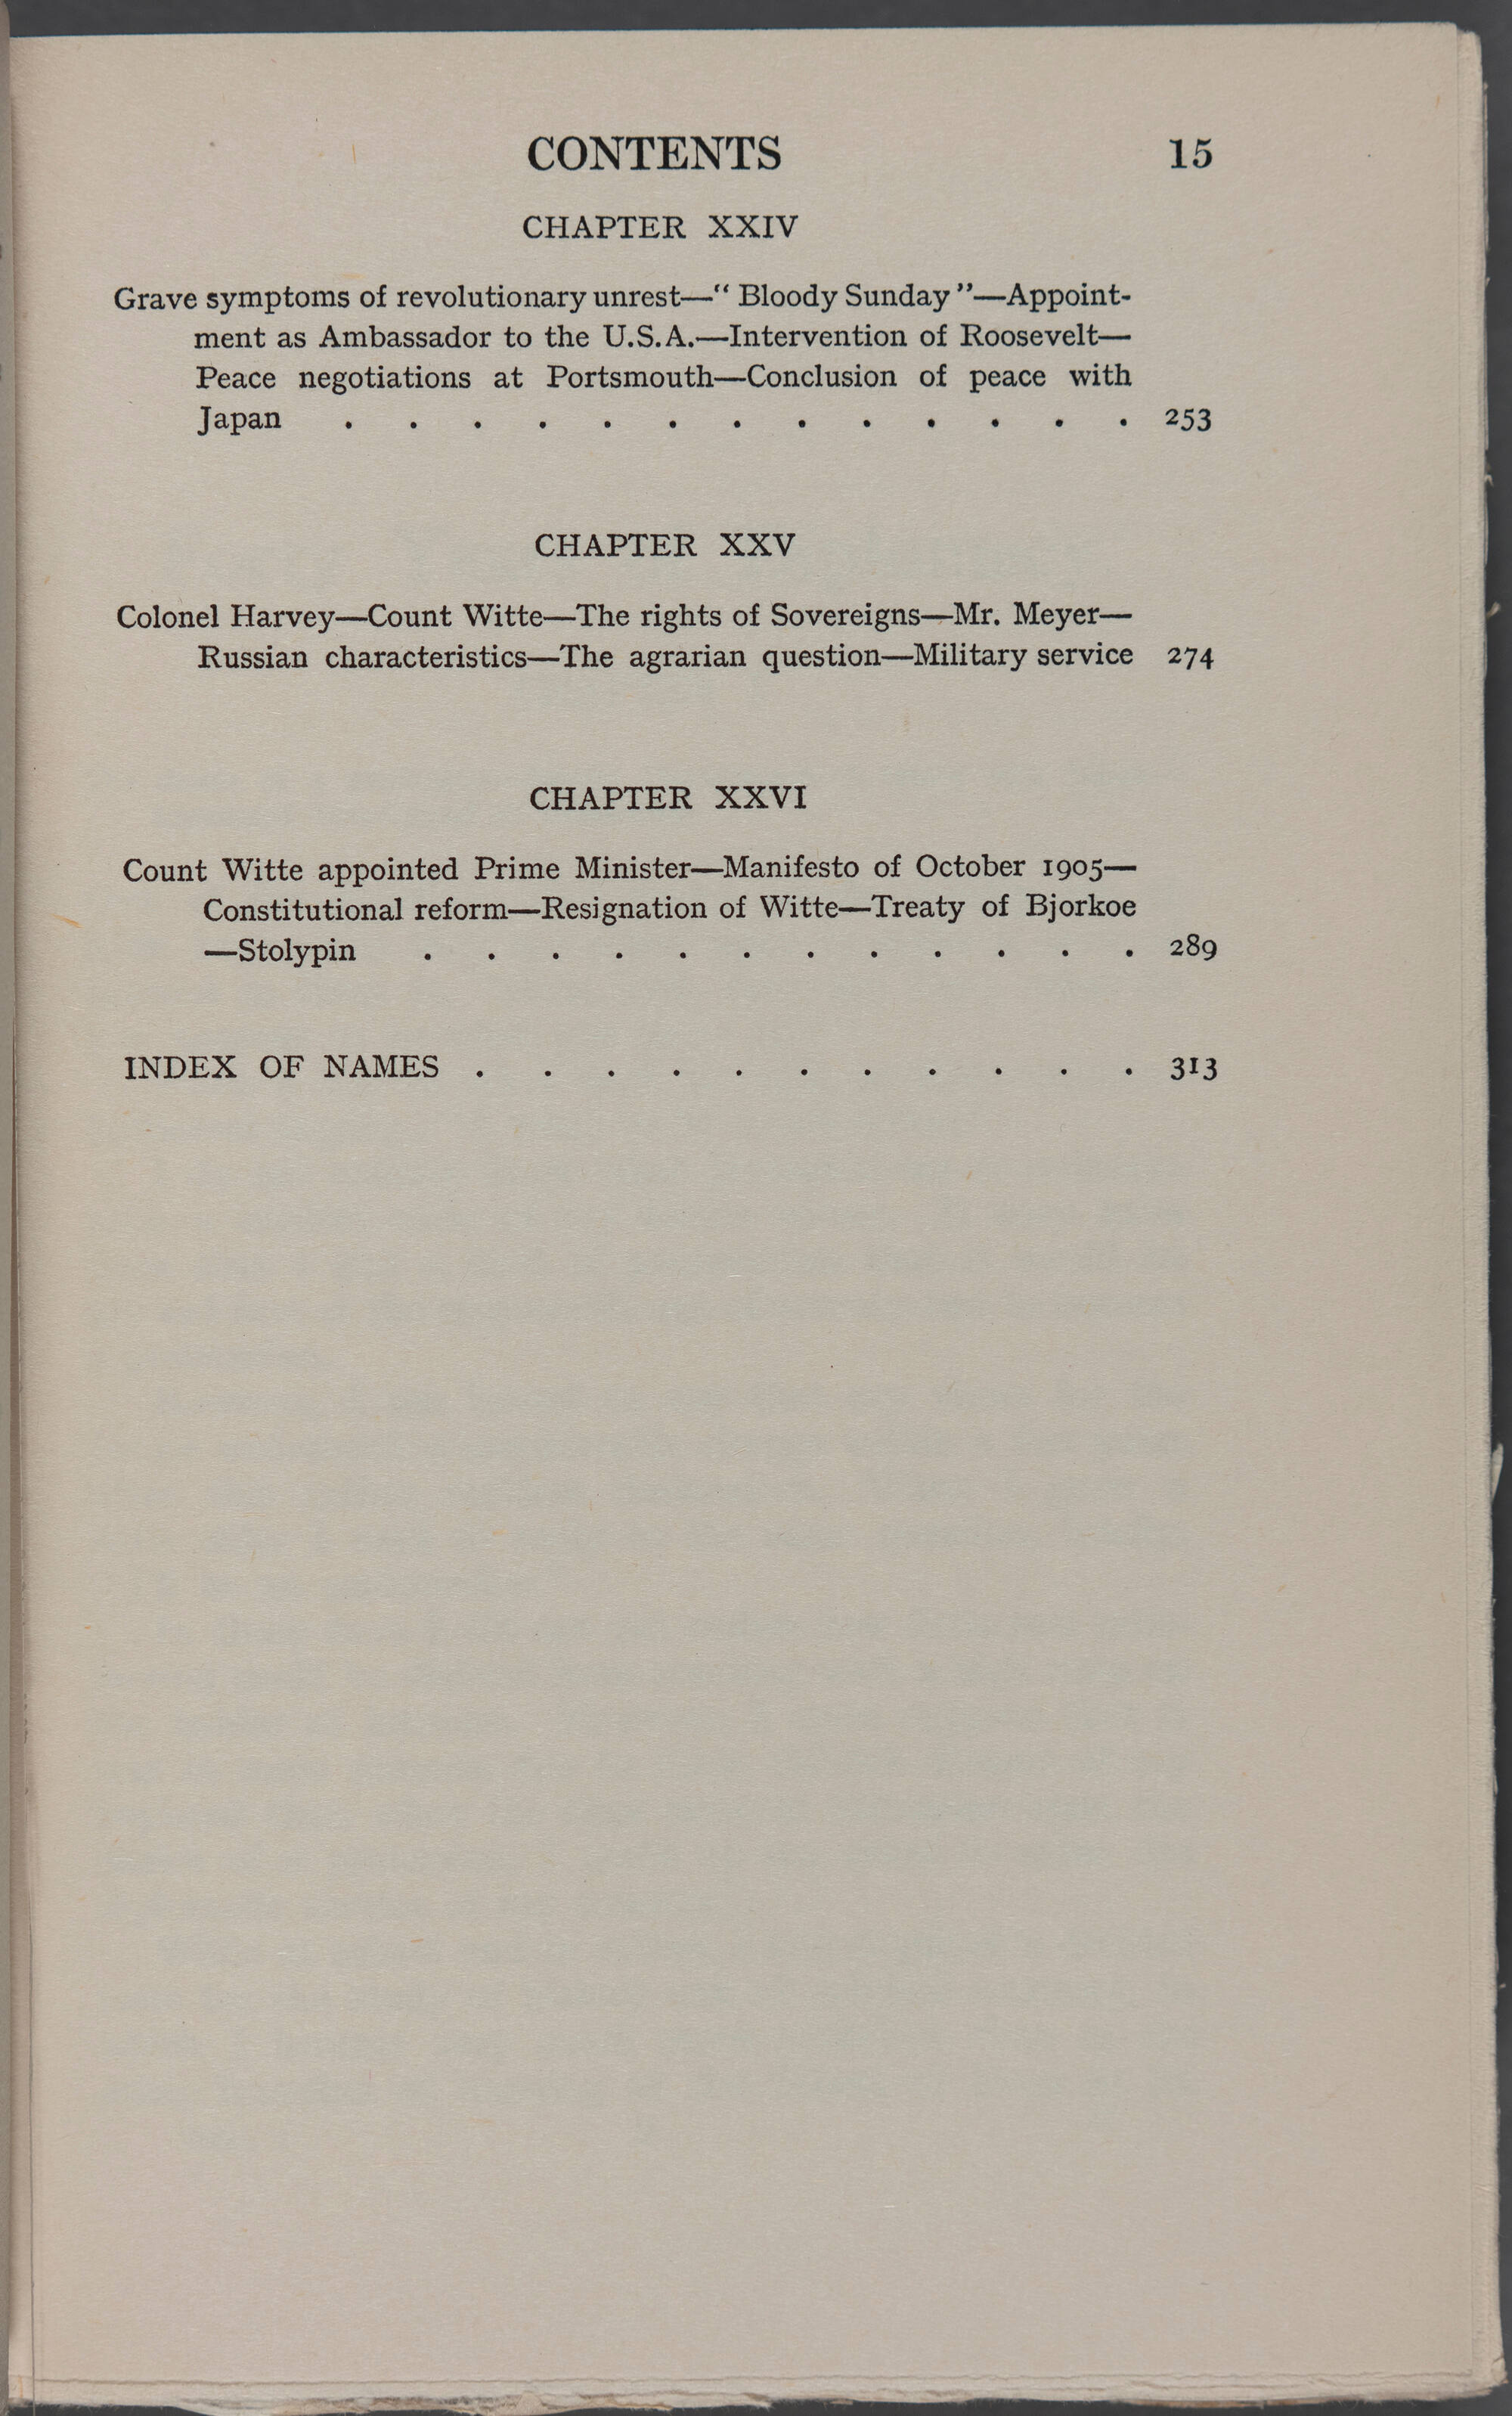 CONTENTS 15
CHAPTER XXIV
Grave symptoms of revolutionary unrest—“ Bloody Sunday ”—Appoint-
ment as Ambassador to the U.S.A.—Intervention of Roosevelt—
Peace negotiations at Portsmouth—Conclusion of peace with
Japan . . . . . . . . . . . . . 253
CHAPTER XXV
Colonel Harvey—Count Witte—The rights of Sovereigns—Mr. Meyer—
Russian characteristics—The agrarian question—Military service 274
CHAPTER XXVI
Count Witte appointed Prime Minister—Manifesto of October 1905—
Constitutional reform—Resignation of Witte—Treaty of Bjorkoe
—Stolypin . . . . . . . . . . . . 289
INDEX OF NAMES . . . . . . . . . . . 313